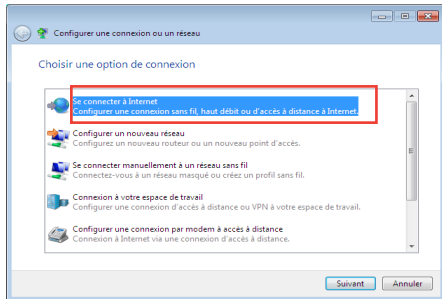 Configurer une connexion ou un réseau
Choisir une option de connexion
Se connecter à Internet
Configurer une connexion sans fil, haut débit ou d'accès à distance à Internet.
Configurer un nouveau réseau
Configurez un nouveau routeur ou un nouveau point d'accès.
Se connecter manuellement à un réseau sans fil
Connectez-vous à un réseau masqué ou créez un profil sans fil.
Connexion à votre espace de travail
Configurer une connexion d'accès à distance ou VPN à votre espace de travail.
Configurer une connexion par modem à accès à distance
Connexion à Internet via une connexion d'accès à distance.
Suivant Annuler